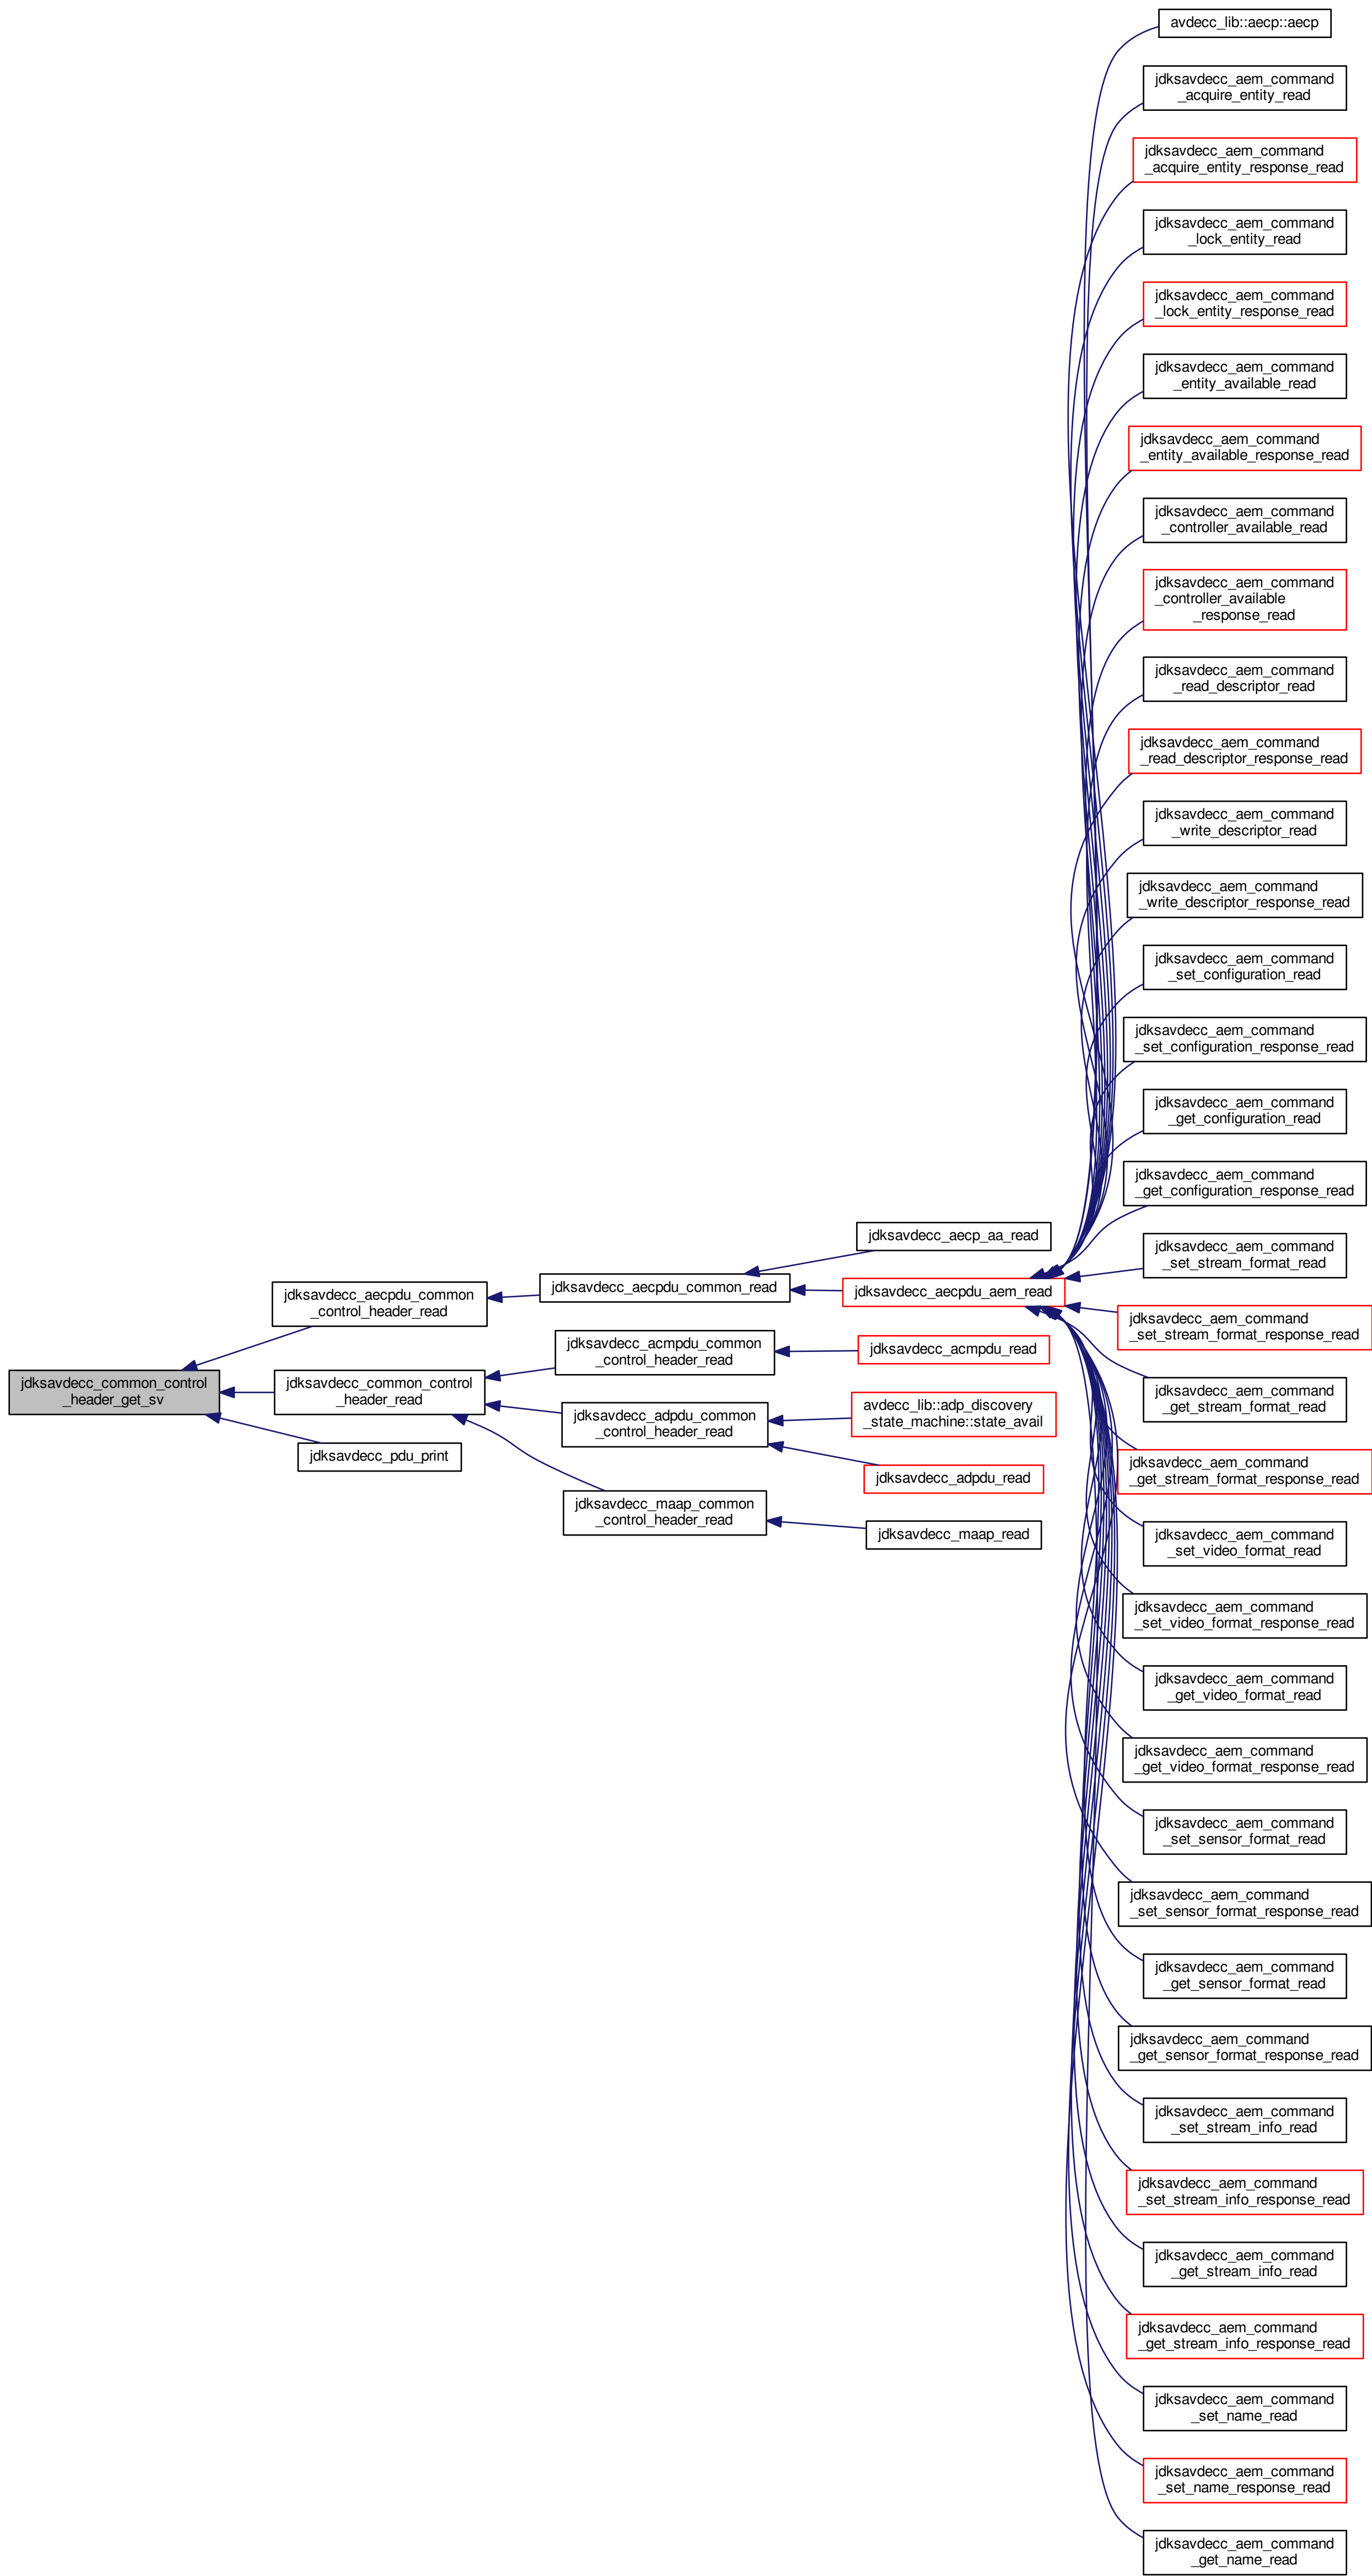 jdksavdecc_common_control
_header_get_sv
jdksavdecc_aecpdu_common
_control_header_read
jdksavdecc_common_control
_header_read
jdksavdecc_pdu_print
jdksavdecc_aecpdu_common_read
jdksavdecc_acmpdu_common
_control_header_read
jdksavdecc_adpdu_common
_control_header_read
jdksavdecc_maap_common
_control_header_read
jdksavdecc_aecp_aa_read
jdksavdecc_aecpdu_aem_read
jdksavdecc_acmpdu_read
avdecc_lib::adp_discovery
_state_machine::state_avail
jdksavdecc_adpdu_read
jdksavdecc_maap_read
avdecc_lib::aecp::aecp
jdksavdecc_aem_command
_acquire_entity_read
jdksavdecc_aem_command
_acquire_entity_response_read
jdksavdecc_aem_command
_lock_entity_read
jdksavdecc_aem_command
_lock_entity_response_read
jdksavdecc_aem_command
_entity_available_read
jdksavdecc_aem_command
_entity_available_response_read
jdksavdecc_aem_command
_controller_available_read
jdksavdecc_aem_command
_controller_available
_response_read
jdksavdecc_aem_command
_read_descriptor_read
jdksavdecc_aem_command
_read_descriptor_response_read
jdksavdecc_aem_command
_write_descriptor_read
jdksavdecc_aem_command
_write_descriptor_response_read
jdksavdecc_aem_command
_set_configuration_read
jdksavdecc_aem_command
_set_configuration_response_read
jdksavdecc_aem_command
_get_configuration_read
jdksavdecc_aem_command
_get_configuration_response_read
jdksavdecc_aem_command
_set_stream_format_read
jdksavdecc_aem_command
_set_stream_format_response_read
jdksavdecc_aem_command
_get_stream_format_read
jdksavdecc_aem_command
_get_stream_format_response_read
jdksavdecc_aem_command
_set_video_format_read
jdksavdecc_aem_command
_set_video_format_response_read
jdksavdecc_aem_command
_get_video_format_read
jdksavdecc_aem_command
_get_video_format_response_read
jdksavdecc_aem_command
_set_sensor_format_read
jdksavdecc_aem_command
_set_sensor_format_response_read
jdksavdecc_aem_command
_get_sensor_format_read
jdksavdecc_aem_command
_get_sensor_format_response_read
jdksavdecc_aem_command
_set_stream_info_read
jdksavdecc_aem_command
_set_stream_info_response_read
jdksavdecc_aem_command
_get_stream_info_read
jdksavdecc_aem_command
_get_stream_info_response_read
jdksavdecc_aem_command
_set_name_read
jdksavdecc_aem_command
_set_name_response_read
jdksavdecc_aem_command
_get_name_read